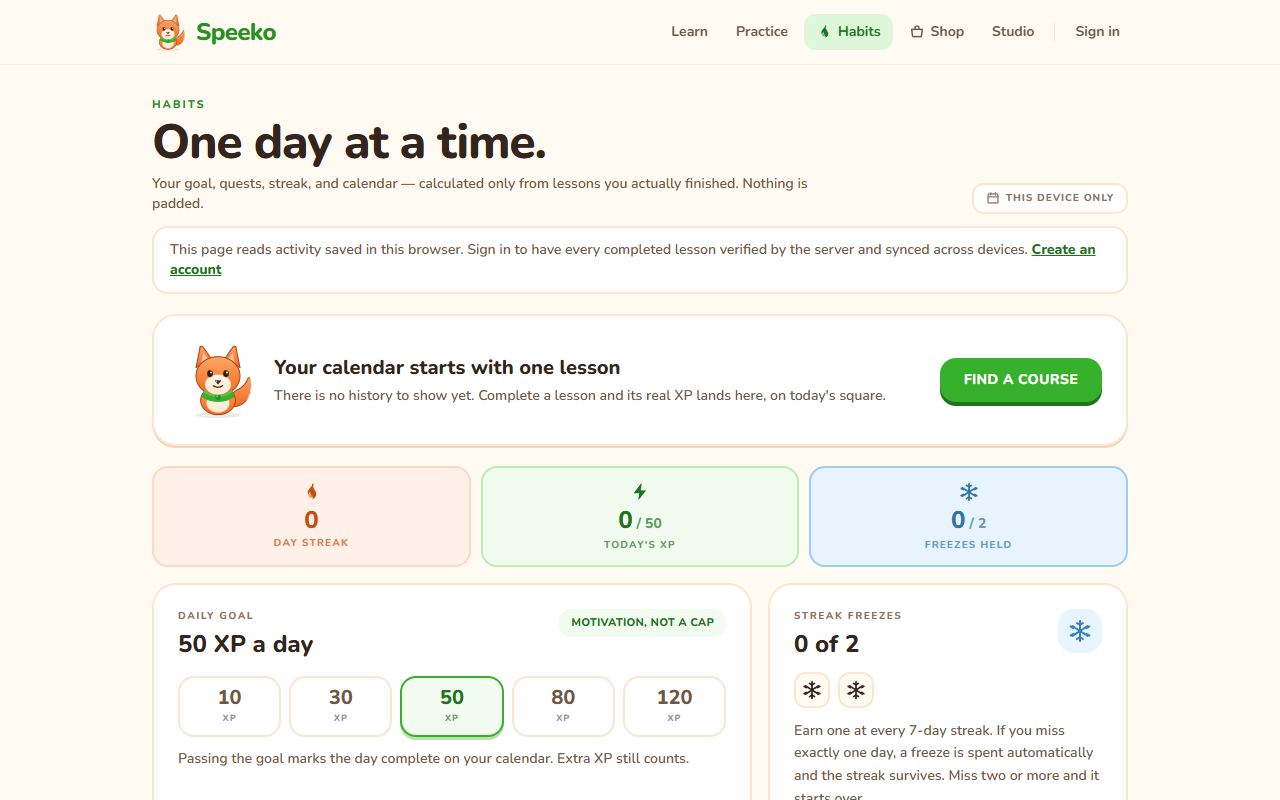 Speeko
Learn
Practice
Habits
Shop
Studio
Sign in
HABITS
One day at a time.
Your goal, quests, streak, and calendar — calculated only from lessons you actually finished. Nothing is
padded.
THIS DEVICE ONLY
This page reads activity saved in this browser. Sign in to have every completed lesson verified by the server and synced across devices. Create an
account
Your calendar starts with one lesson
There is no history to show yet. Complete a lesson and its real XP lands here, on today's square.
FIND A COURSE
0
DAY STREAK
0 / 50
TODAY'S XP
0 / 2
FREEZES HELD
DAILY GOAL
50 XP a day
MOTIVATION, NOT A CAP
10
XP
30
XP
50
XP
80
XP
120
XP
Passing the goal marks the day complete on your calendar. Extra XP still counts.
STREAK FREEZES
0 of 2
Earn one at every 7-day streak. If you miss
exactly one day, a freeze is spent automatically
and the streak survives. Miss two or more and it
starts over.